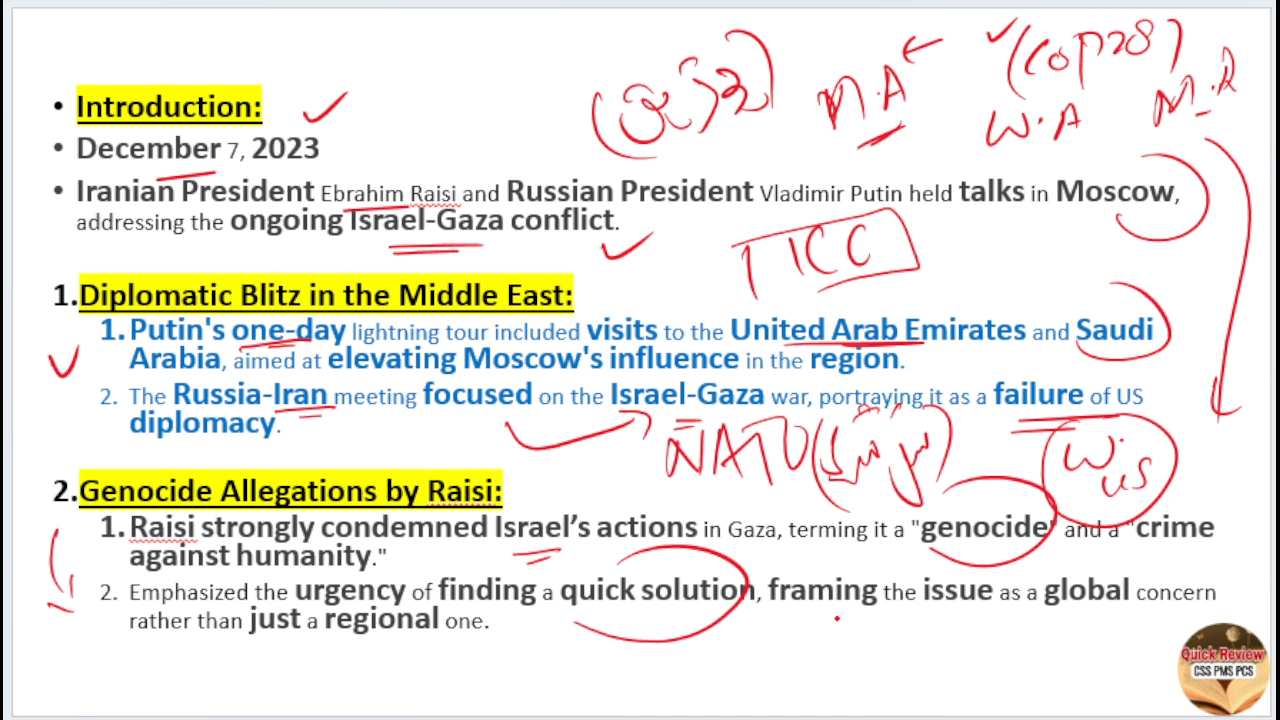 (COP28)
N.A
W.A
M.R
• Introduction:
• December 7, 2023
• Iranian President Ebrahim Raisi and Russian President Vladimir Putin held talks in Moscow,
addressing the ongoing Israel-Gaza conflict.
ICC
1.Diplomatic Blitz in the Middle East:
1. Putin's one-day lightning tour included visits to the United Arab Emirates and Saudi
Arabia, aimed at elevating Moscow's influence in the region.
2. The Russia-Iran meeting focused on the Israel-Gaza war, portraying it as a failure of US
diplomacy.
NATO
W.
US
2.Genocide Allegations by Raisi:
1. Raisi strongly condemned Israel’s actions in Gaza, terming it a "genocide" and a "crime
against humanity."
2. Emphasized the urgency of finding a quick solution, framing the issue as a global concern
rather than just a regional one.
Quick Review
CSS PMS PCS